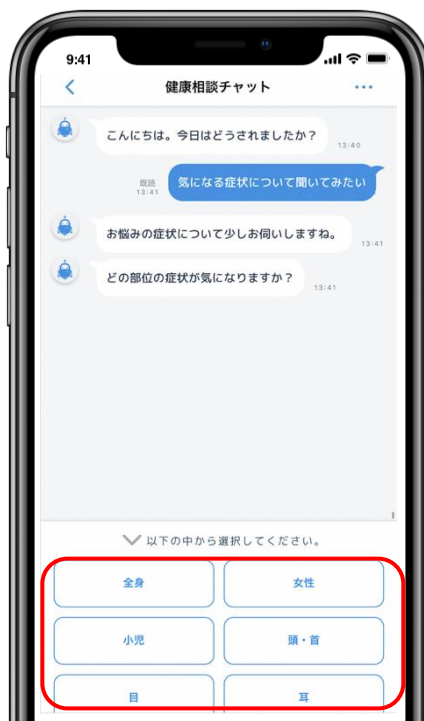 9:41
健康相談チャット
こんにちは。今日はどうされましたか？
13:40
既読
13:41
気になる症状について聞いてみたい
お悩みの症状について少しお伺いしますね。
13:41
どの部位の症状が気になりますか？
13:41
以下の中から選択してください。
全身
女性
小児
頭・首
目
耳